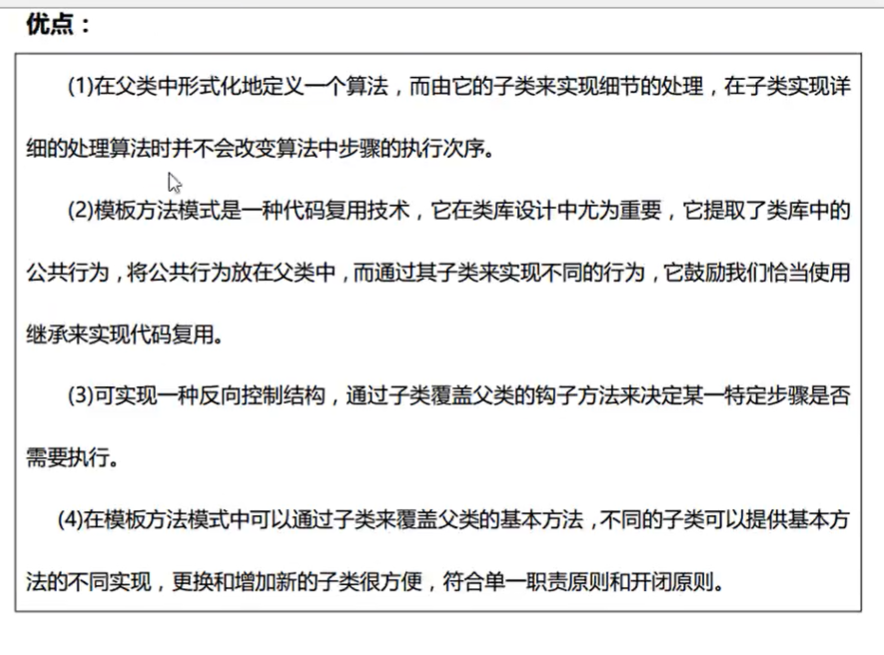 优点：
(1)在父类中形式化地定义一个算法，而由它的子类来实现细节的处理，在子类实现详
细的处理算法时并不会改变算法中步骤的执行次序。
(2)模板方法模式是一种代码复用技术，它在类库设计中尤为重要，它提取了类库中的
公共行为，将公共行为放在父类中，而通过其子类来实现不同的行为，它鼓励我们恰当使用
继承来实现代码复用。
(3)可实现一种反向控制结构，通过子类覆盖父类的钩子方法来决定某一特定步骤是否
需要执行。
(4)在模板方法模式中可以通过子类来覆盖父类的基本方法，不同的子类可以提供基本方
法的不同实现，更换和增加新的子类很方便，符合单一职责原则和开闭原则。